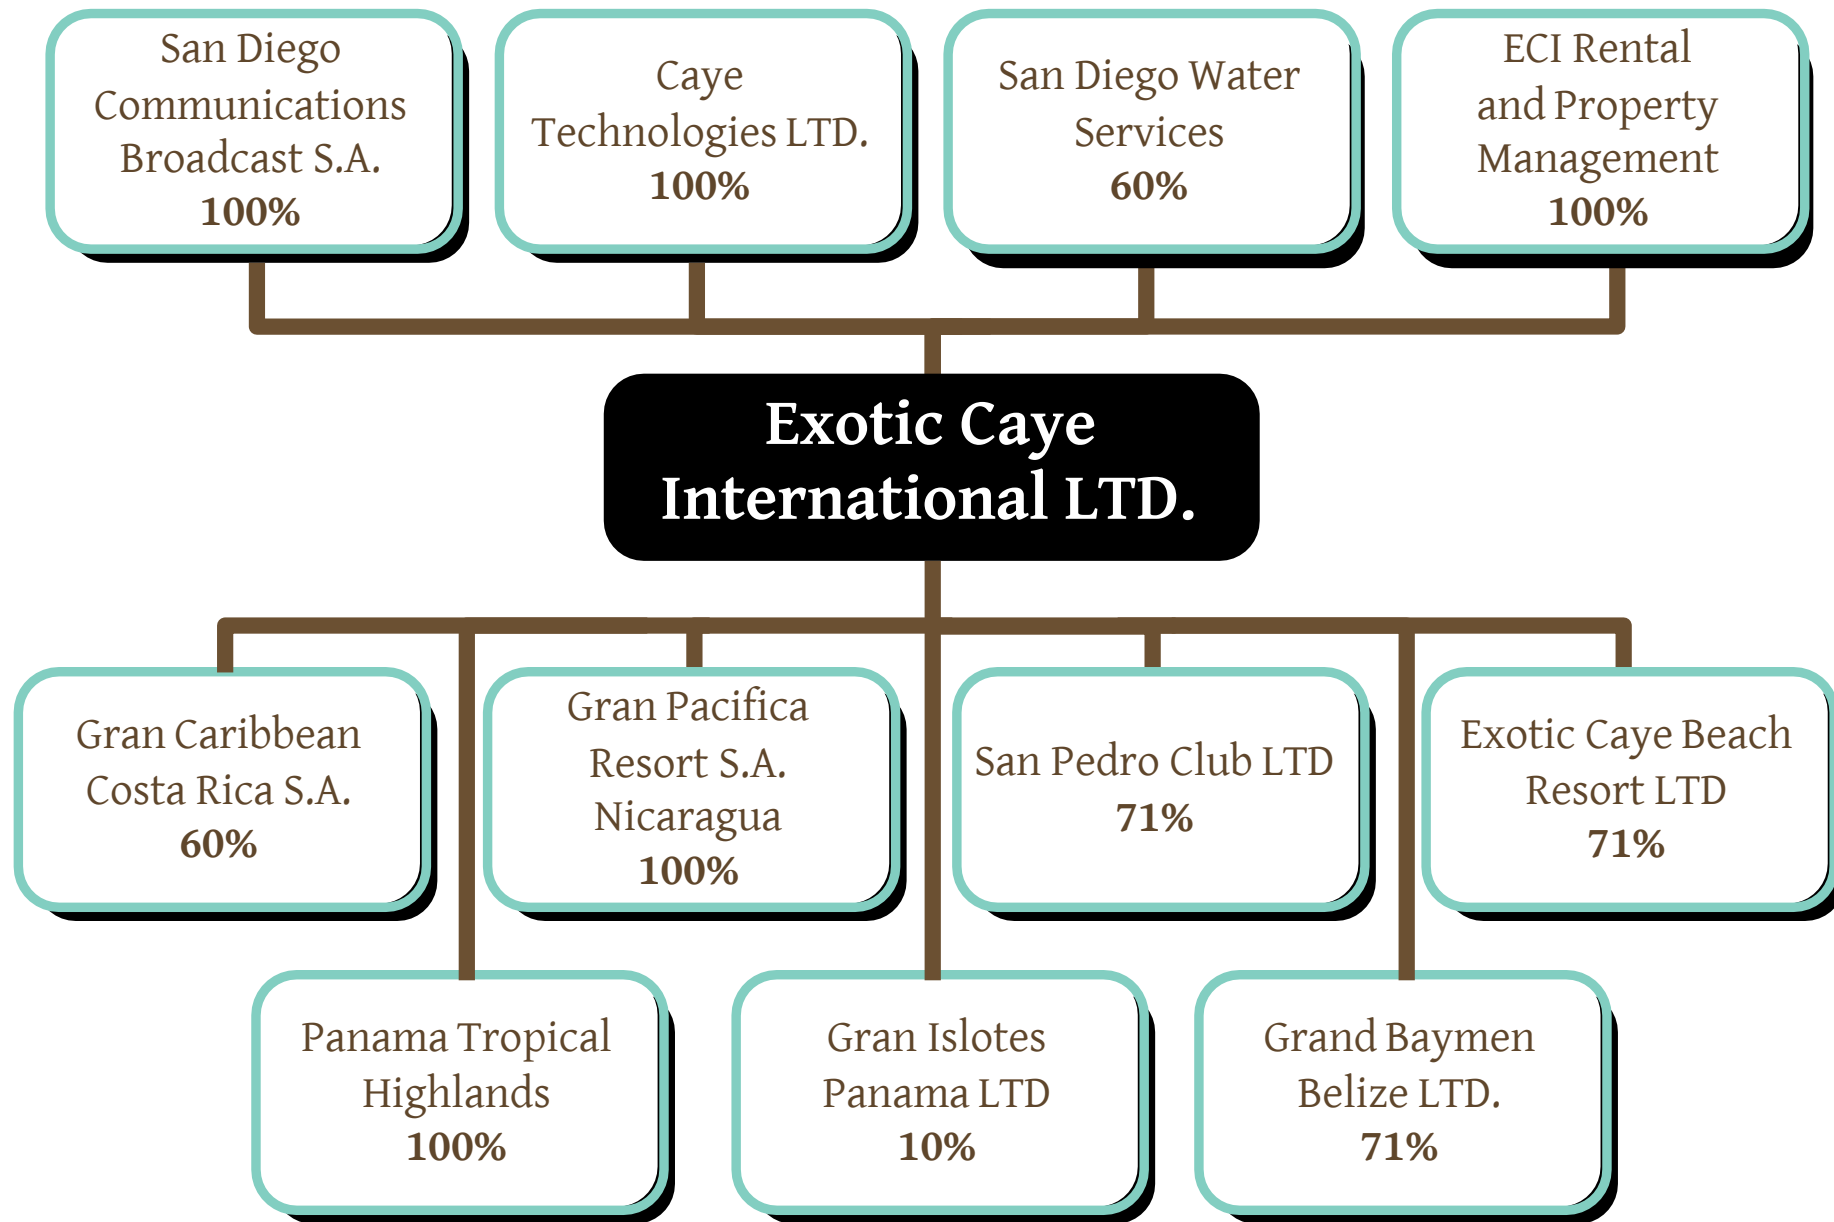 San Diego
Communications
Broadcast S.A.
100%
Caye
Technologies LTD.
100%
San Diego Water
Services
60%
ECI Rental
and Property
Management
100%
Exotic Caye
International LTD.
Gran Caribbean
Costa Rica S.A.
60%
Gran Pacifica
Resort S.A.
Nicaragua
100%
San Pedro Club LTD
71%
Exotic Caye Beach
Resort LTD
71%
Panama Tropical
Highlands
100%
Gran Islotes
Panama LTD
10%
Grand Baymen
Belize LTD.
71%